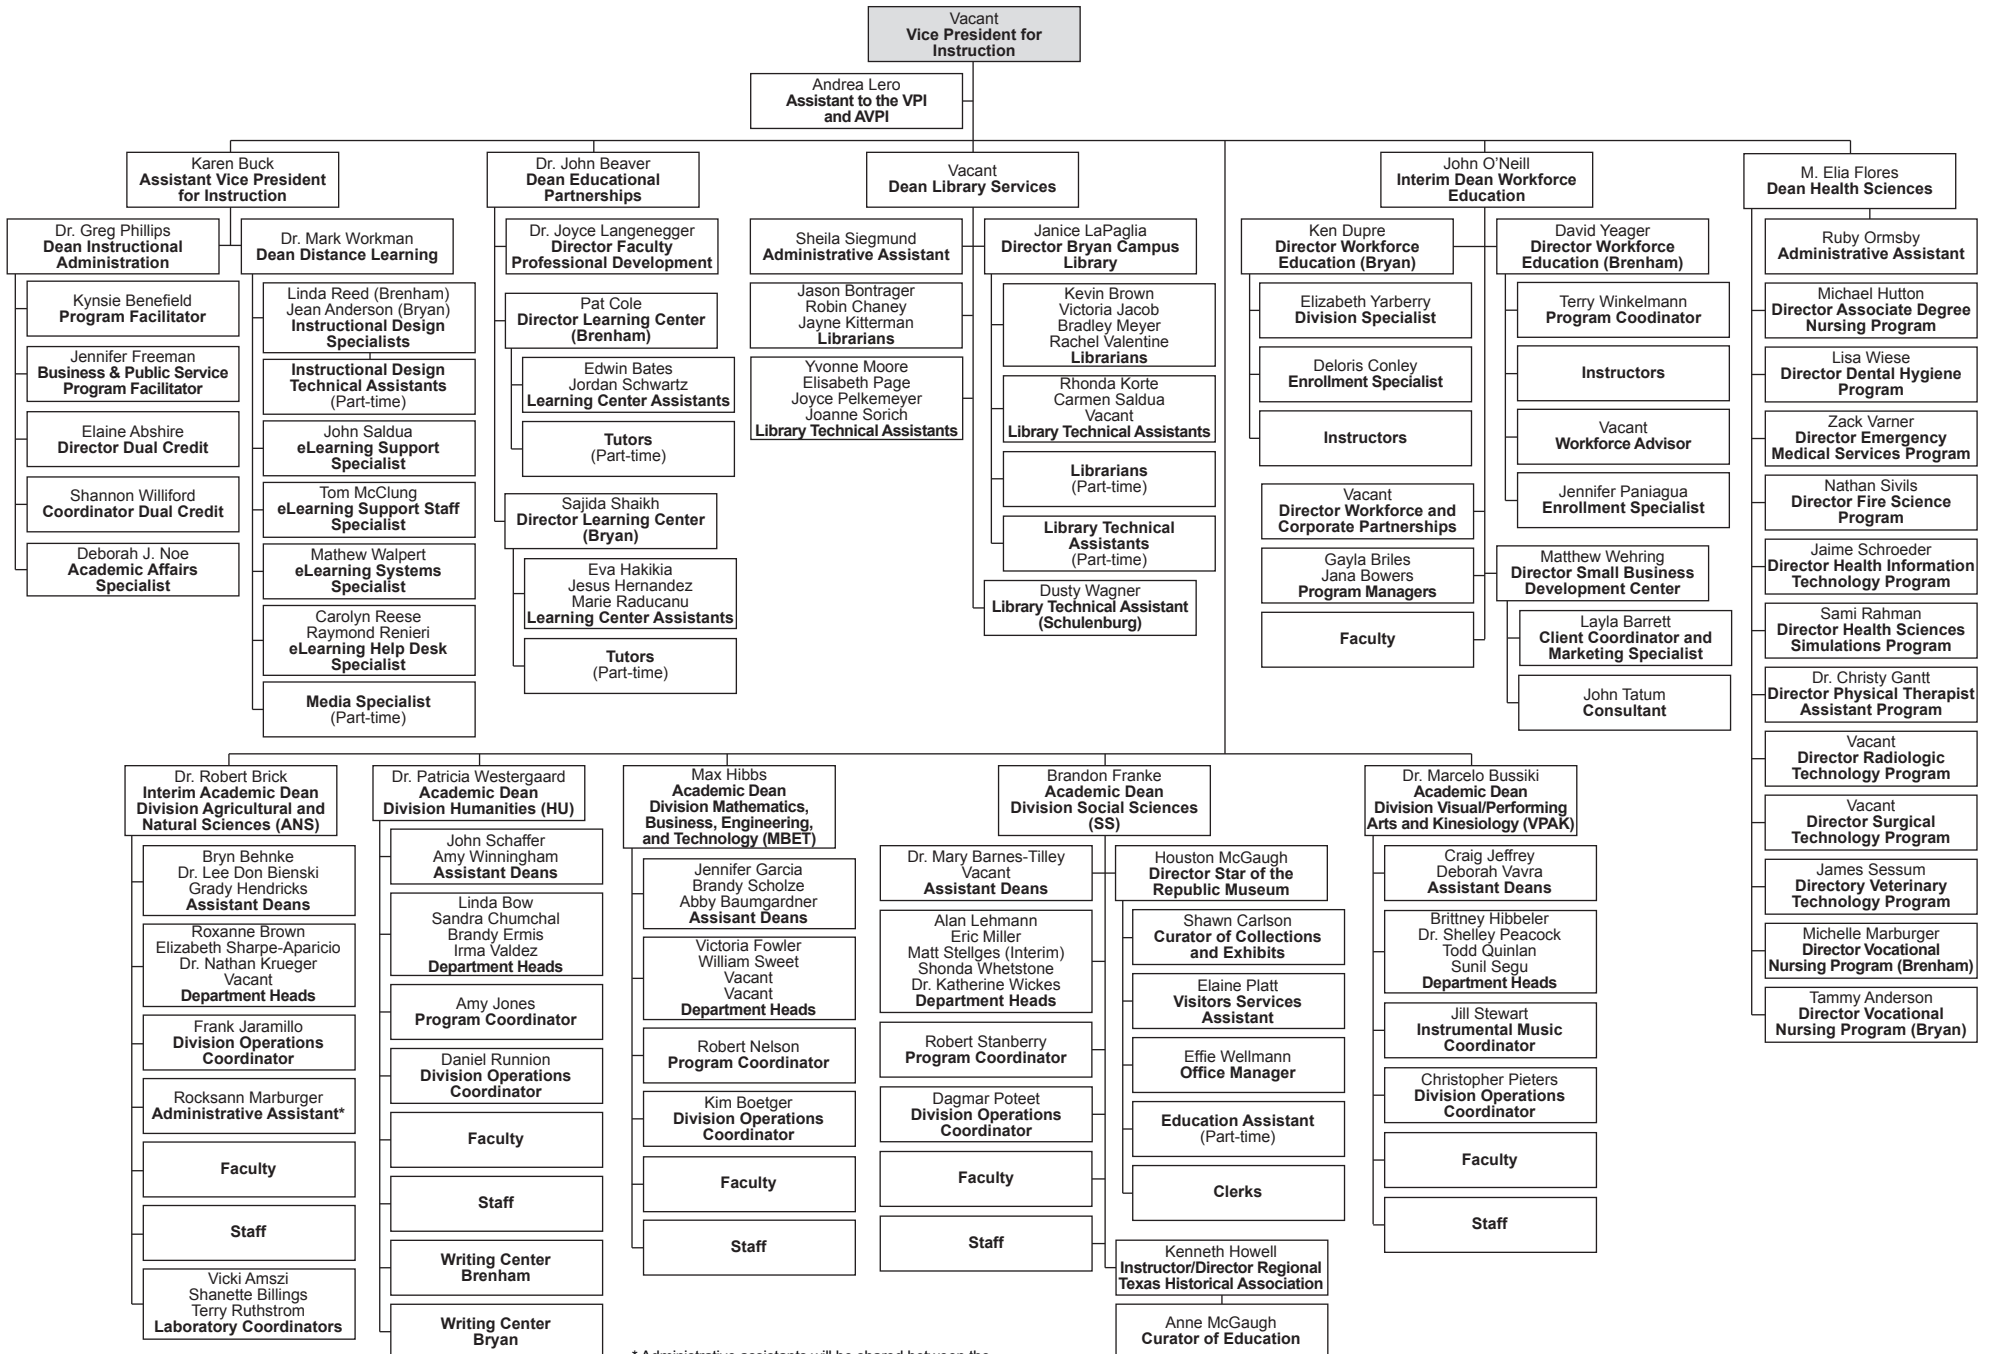 Vacant
Vice President for
Instruction
Andrea Lero
Assistant to the VPI
and AVPI
Karen Buck
Assistant Vice President
for Instruction
Dr. Greg Phillips
Dean Instructional
Administration
Kynsie Benefield
Program Facilitator
Jennifer Freeman
Business & Public Service
Program Facilitator
Elaine Abshire
Director Dual Credit
Shannon Williford
Coordinator Dual Credit
Deborah J. Noe
Academic Affairs
Specialist
Dr. Mark Workman
Dean Distance Learning
Linda Reed (Brenham)
Jean Anderson (Bryan)
Instructional Design
Specialists
Instructional Design
Technical Assistants
(Part-time)
John Saldua
eLearning Support
Specialist
Tom McClung
eLearning Support Staff
Specialist
Mathew Walpert
eLearning Systems
Specialist
Carolyn Reese
Raymond Renieri
eLearning Help Desk
Specialist
Media Specialist
(Part-time)
Dr. John Beaver
Dean Educational
Partnerships
Dr. Joyce Langenegger
Director Faculty
Professional Development
Pat Cole
Director Learning Center
(Brenham)
Edwin Bates
Jordan Schwartz
Learning Center Assistants
Tutors
(Part-time)
Sajida Shaikh
Director Learning Center
(Bryan)
Eva Hakikia
Jesus Hernandez
Marie Raducanu
Learning Center Assistants
Tutors
(Part-time)
Vacant
Dean Library Services
Sheila Siegmund
Administrative Assistant
Jason Bontrager
Robin Chaney
Jayne Kitterman
Librarians
Yvonne Moore
Elisabeth Page
Joyce Pelkemeyer
Joanne Sorich
Library Technical Assistants
Janice LaPaglia
Director Bryan Campus
Library
Kevin Brown
Victoria Jacob
Bradley Meyer
Rachel Valentine
Librarians
Rhonda Korte
Carmen Saldua
Vacant
Library Technical Assistants
Librarians
(Part-time)
Library Technical
Assistants
(Part-time)
Dusty Wagner
Library Technical Assistant
(Schulenburg)
John O'Neill
Interim Dean Workforce
Education
Ken Dupre
Director Workforce
Education (Bryan)
Elizabeth Yarberry
Division Specialist
Deloris Conley
Enrollment Specialist
Instructors
Vacant
Director Workforce and
Corporate Partnerships
Gayla Briles
Jana Bowers
Program Managers
Faculty
David Yeager
Director Workforce
Education (Brenham)
Terry Winkelmann
Program Coodinator
Instructors
Vacant
Workforce Advisor
Jennifer Paniagua
Enrollment Specialist
Matthew Wehring
Director Small Business
Development Center
Layla Barrett
Client Coordinator and
Marketing Specialist
John Tatum
Consultant
M. Elia Flores
Dean Health Sciences
Ruby Ormsby
Administrative Assistant
Michael Hutton
Director Associate Degree
Nursing Program
Lisa Wiese
Director Dental Hygiene
Program
Zack Varner
Director Emergency
Medical Services Program
Nathan Sivils
Director Fire Science
Program
Jaime Schroeder
Director Health Information
Technology Program
Sami Rahman
Director Health Sciences
Simulations Program
Dr. Christy Gantt
Director Physical Therapist
Assistant Program
Vacant
Director Radiologic
Technology Program
Vacant
Director Surgical
Technology Program
James Sessum
Directory Veterinary
Technology Program
Michelle Marburger
Director Vocational
Nursing Program (Brenham)
Tammy Anderson
Director Vocational
Nursing Program (Bryan)
Dr. Robert Brick
Interim Academic Dean
Division Agricultural and
Natural Sciences (ANS)
Bryn Behnke
Dr. Lee Don Bienski
Grady Hendricks
Assistant Deans
Roxanne Brown
Elizabeth Sharpe-Aparicio
Dr. Nathan Krueger
Vacant
Department Heads
Frank Jaramillo
Division Operations
Coordinator
Rocksann Marburger
Administrative Assistant*
Faculty
Staff
Vicki Amszi
Shanette Billings
Terry Ruthstrom
Laboratory Coordinators
Dr. Patricia Westergaard
Academic Dean
Division Humanities (HU)
John Schaffer
Amy Winningham
Assistant Deans
Linda Bow
Sandra Chumchal
Brandy Ermis
Irma Valdez
Department Heads
Amy Jones
Program Coordinator
Daniel Runnion
Division Operations
Coordinator
Faculty
Staff
Writing Center
Brenham
Writing Center
Bryan
Max Hibbs
Academic Dean
Division Mathematics,
Business, Engineering,
and Technology (MBET)
Jennifer Garcia
Brandy Scholze
Abby Baumgardner
Assisant Deans
Victoria Fowler
William Sweet
Vacant
Vacant
Department Heads
Robert Nelson
Program Coordinator
Kim Boetger
Division Operations
Coordinator
Faculty
Staff
Brandon Franke
Academic Dean
Division Social Sciences
(SS)
Dr. Mary Barnes-Tilley
Vacant
Assistant Deans
Alan Lehmann
Eric Miller
Matt Stellges (Interim)
Shonda Whetstone
Dr. Katherine Wickes
Department Heads
Robert Stanberry
Program Coordinator
Dagmar Poteet
Division Operations
Coordinator
Faculty
Staff
Houston McGaugh
Director Star of the
Republic Museum
Shawn Carlson
Curator of Collections
and Exhibits
Elaine Platt
Visitors Services
Assistant
Effie Wellmann
Office Manager
Education Assistant
(Part-time)
Clerks
Kenneth Howell
Instructor/Director Regional
Texas Historical Association
Anne McGaugh
Curator of Education
Dr. Marcelo Bussiki
Academic Dean
Division Visual/Performing
Arts and Kinesiology (VPAK)
Craig Jeffrey
Deborah Vavra
Assistant Deans
Brittney Hibbeler
Dr. Shelley Peacock
Todd Quinlan
Sunil Segu
Department Heads
Jill Stewart
Instrumental Music
Coordinator
Christopher Pieters
Division Operations
Coordinator
Faculty
Staff
* Administrative assistants will be shared between the